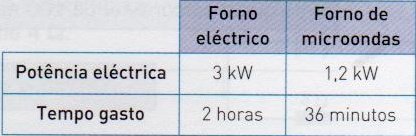 Forno eléctrico Forno de microondas
Potência eléctrica 3 kW 1,2 kW
Tempo gasto 2 horas 36 minutos